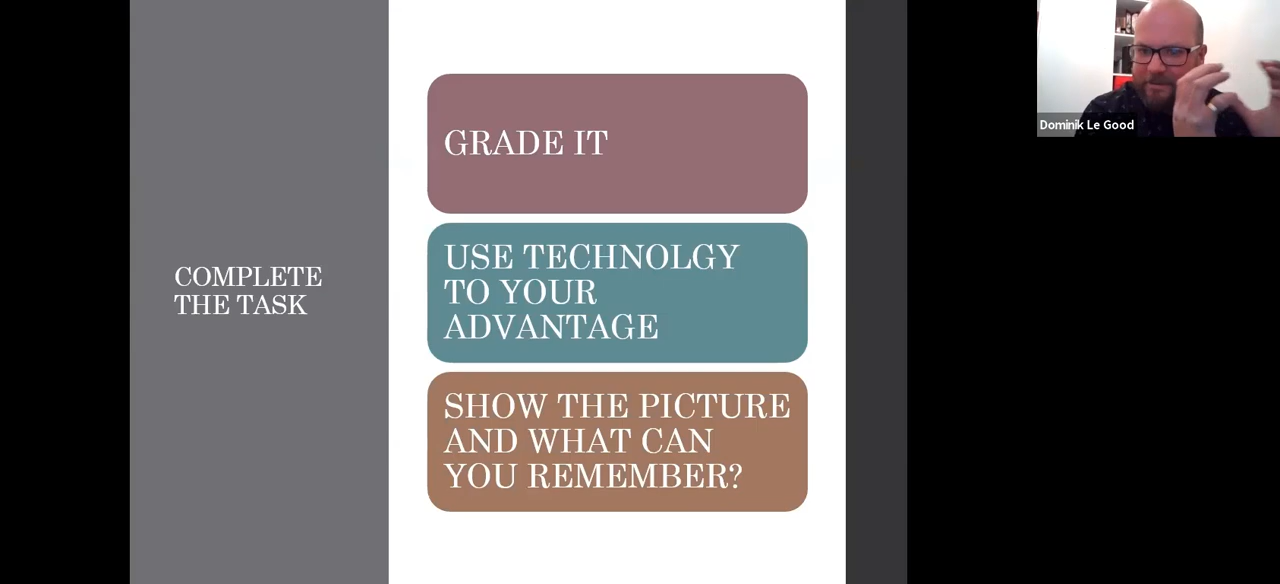 COMPLETE
THE TASK
GRADE IT
USE TECHNOLGY
TO YOUR
ADVANTAGE
SHOW THE PICTURE
AND WHAT CAN
YOU REMEMBER?
Dominik Le Good